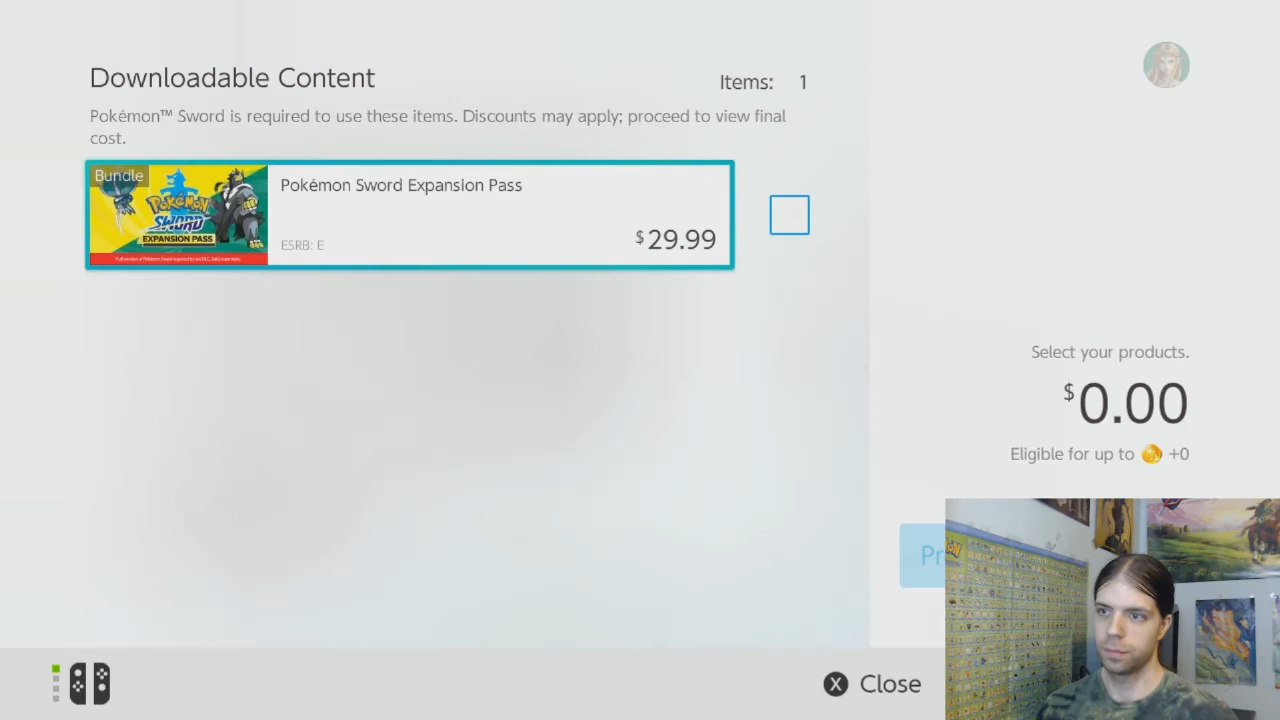 Downloadable Content
Items: 1
Pokémon™ Sword is required to use these items. Discounts may apply; proceed to view final
cost.
Bundle
POKÉMON
SWORD
EXPANSION PASS
Pokémon Sword Expansion Pass
ESRB: E
$29.99
Select your products.
$0.00
Eligible for up to +0
Pr
X Close